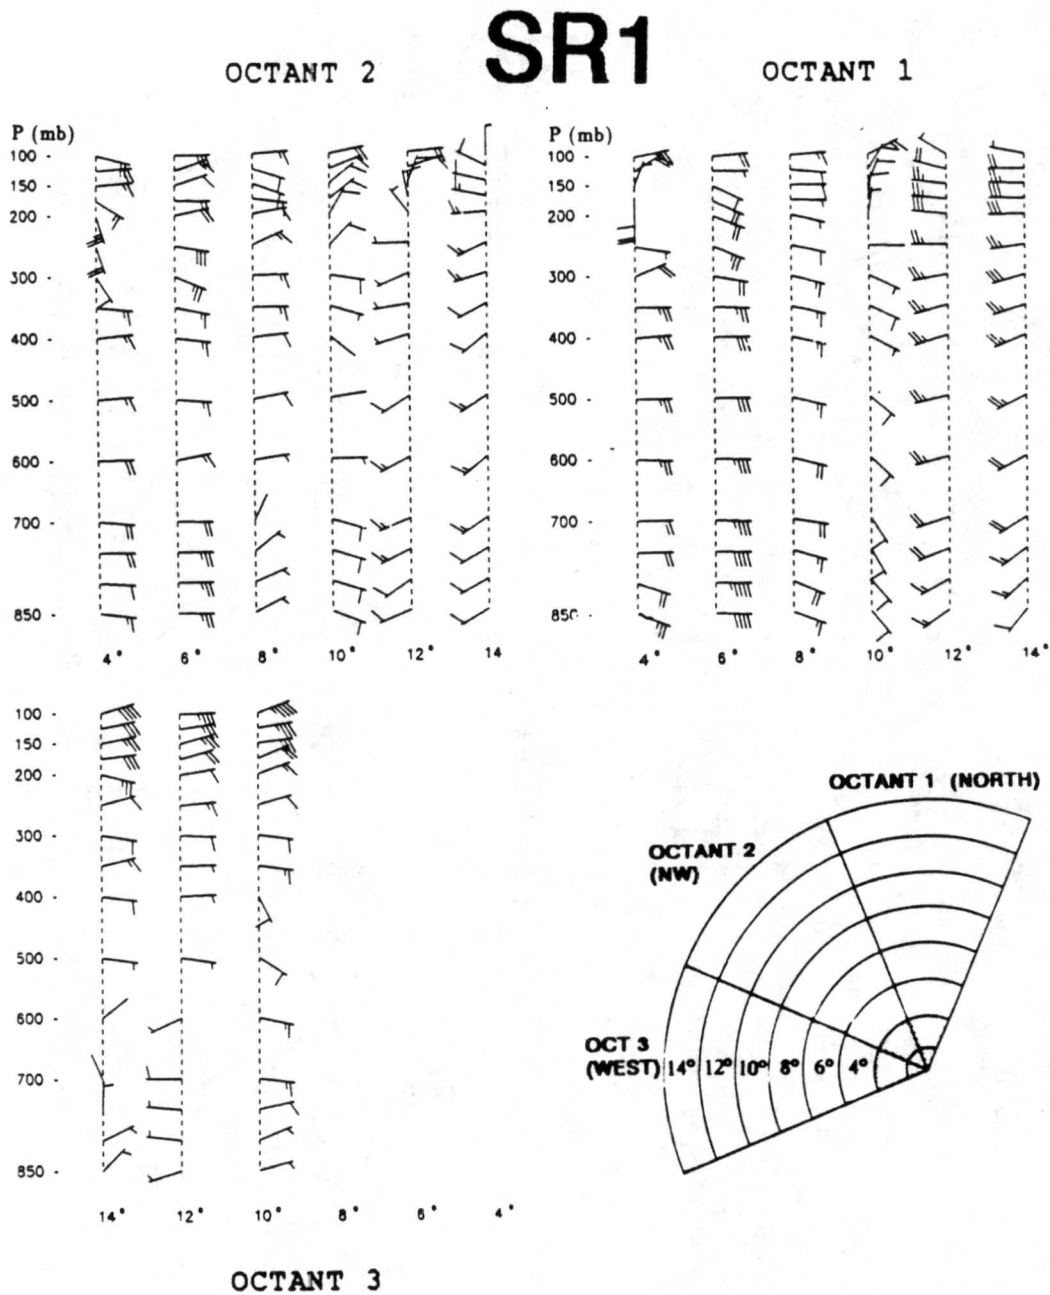 SR1
OCTANT 2
OCTANT 1
P (mb)
100 -
150 -
200 -
300 -
400 -
500 -
600 -
700 -
850 -
4° 6° 8° 10° 12° 14
P (mb)
100 -
150 -
200 -
300 -
400 -
500 -
600 -
700 -
850
4° 6° 8° 10° 12° 14°
100 -
150 -
200 -
300 -
400 -
500 -
600 -
700 -
850 -
14° 12° 10° 8° 6° 4°
OCTANT 3
OCTANT 1 (NORTH)
OCTANT 2
(NW)
OCT 3
(WEST) 14° 12° 10° 8° 6° 4°